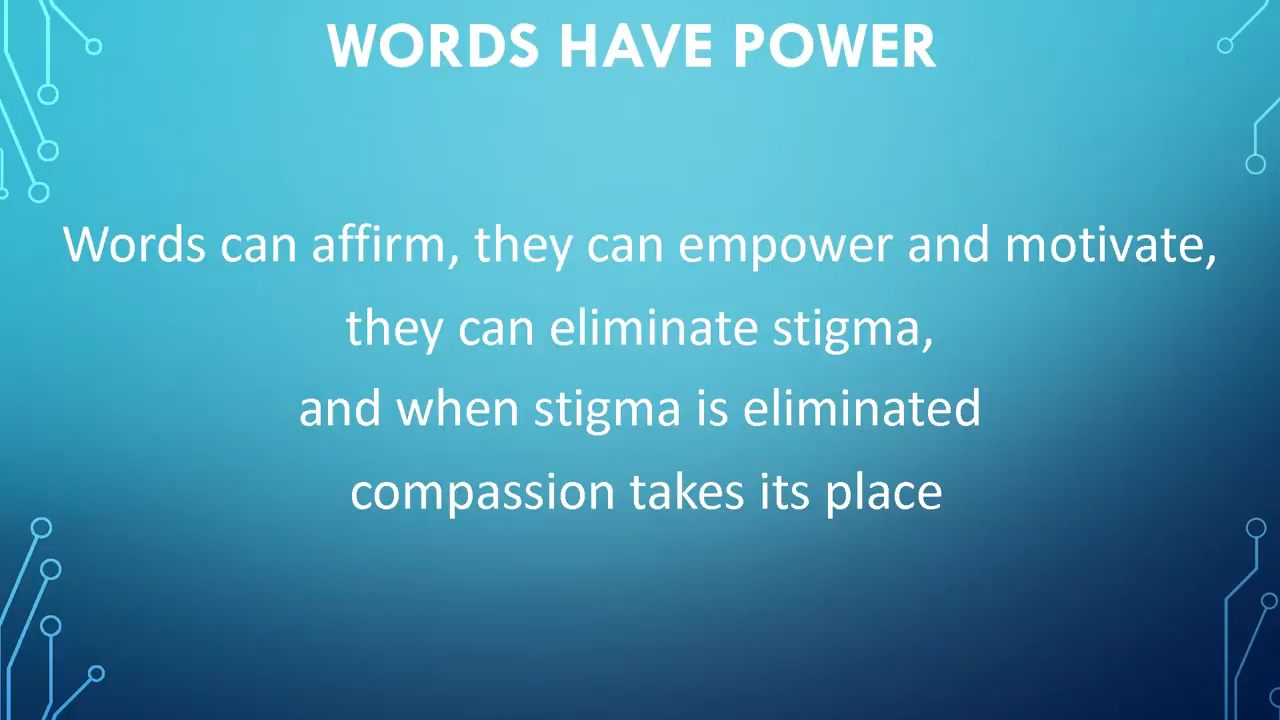 WORDS HAVE POWER
Words can affirm, they can empower and motivate,
they can eliminate stigma,
and when stigma is eliminated
compassion takes its place